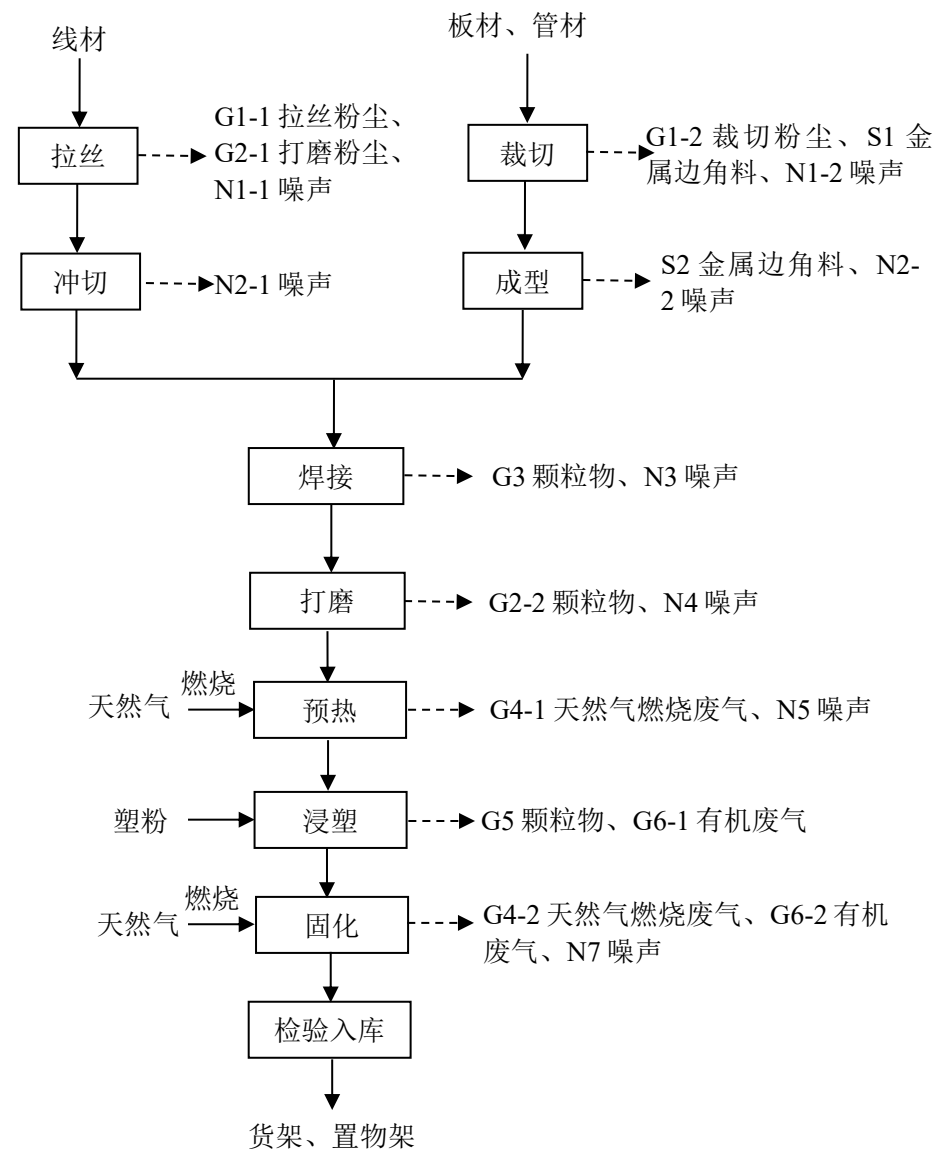 线材
板材、管材
拉丝
G1-1 拉丝粉尘、
G2-1 打磨粉尘、
N1-1 噪声
裁切
G1-2 裁切粉尘、S1 金
属边角料、N1-2 噪声
冲切
N2-1 噪声
成型
S2 金属边角料、N2-
2 噪声
焊接
G3 颗粒物、N3 噪声
打磨
G2-2 颗粒物、N4 噪声
天然气
燃烧
预热
G4-1 天然气燃烧废气、N5 噪声
塑粉
浸塑
G5 颗粒物、G6-1 有机废气
天然气
燃烧
固化
G4-2 天然气燃烧废气、G6-2 有机
废气、N7 噪声
检验入库
货架、置物架